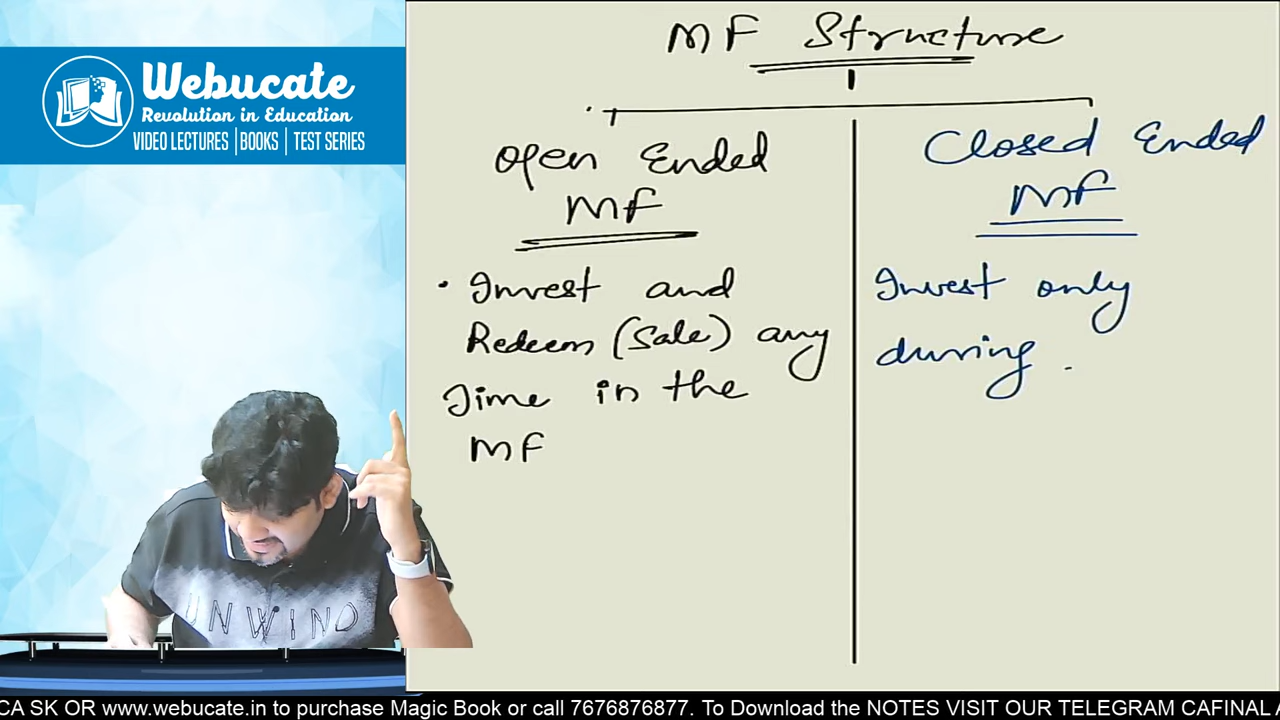 Webucate
Revolution in Education
VIDEO LECTURES | BOOKS | TEST SERIES
MF Structure
Open Ended
MF
• Invest and
Redeem (Sale) any
Time in the
MF
Closed Ended
MF
Invest only
during
UNWIND
CA SK OR www.webucate.in to purchase Magic Book or call 7676876877. To Download the NOTES VISIT OUR TELEGRAM CAFINAL A